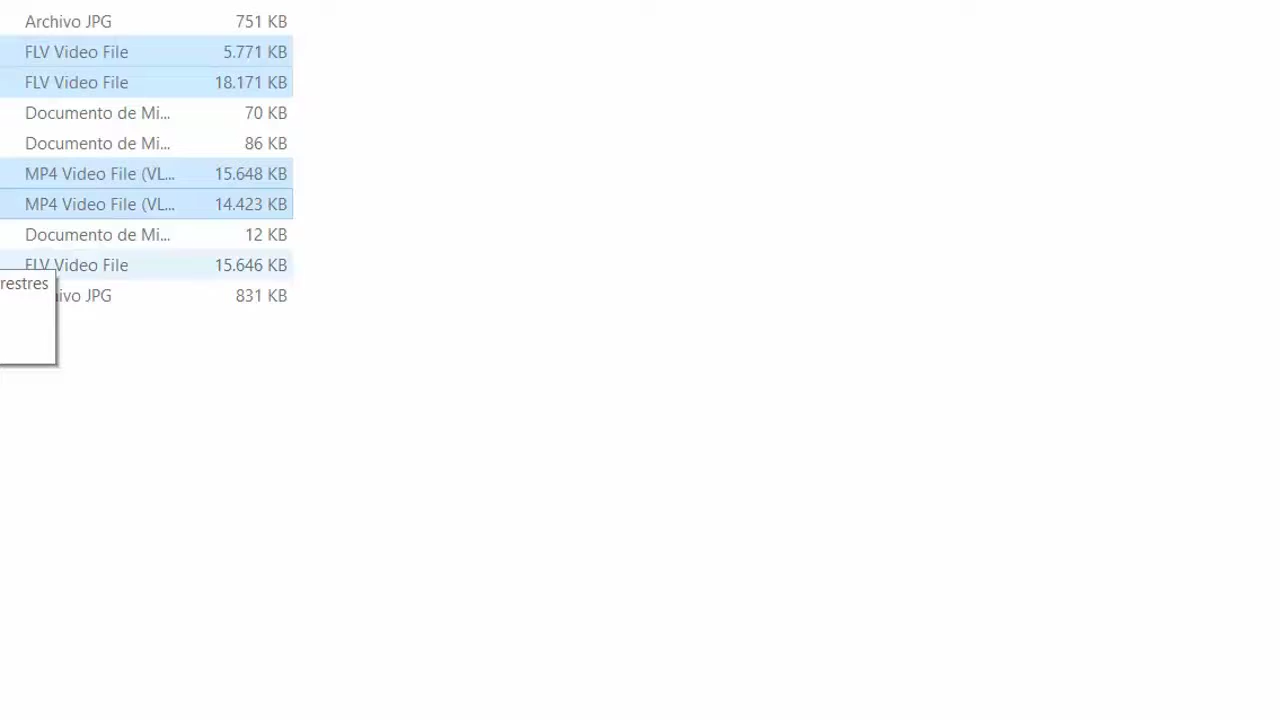 Archivo JPG 751 KB
FLV Video File 5.771 KB
FLV Video File 18.171 KB
Documento de Mi... 70 KB
Documento de Mi... 86 KB
MP4 Video File (VL... 15.648 KB
MP4 Video File (VL... 14.423 KB
Documento de Mi... 12 KB
FLV Video File 15.646 KB
restres
ivo JPG 831 KB